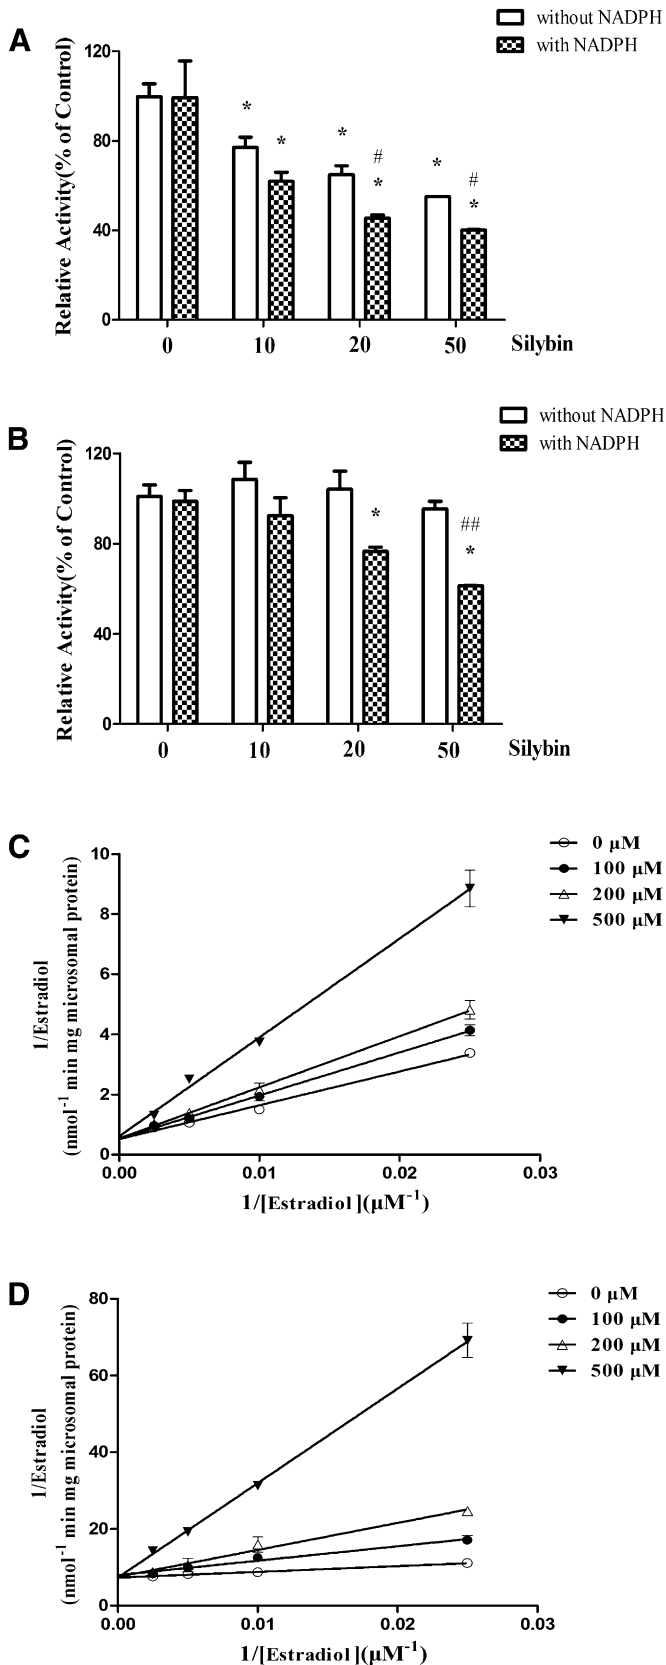 A
without NADPH
with NADPH
Relative Activity(% of Control)
120
80
40
0
0 10 20 50 Silybin
* * * # * * # *
B
without NADPH
with NADPH
Relative Activity(% of Control)
120
80
40
0
0 10 20 50 Silybin
* ## *
C
0 μM
100 μM
200 μM
500 μM
1/Estradiol
(nmol⁻¹ min mg microsomal protein)
10
8
6
4
2
0
0.00 0.01 0.02 0.03
1/[Estradiol](μM⁻¹)
D
0 μM
100 μM
200 μM
500 μM
1/Estradiol
(nmol⁻¹ min mg microsomal protein)
80
60
40
20
0
0.00 0.01 0.02 0.03
1/[Estradiol](μM⁻¹)